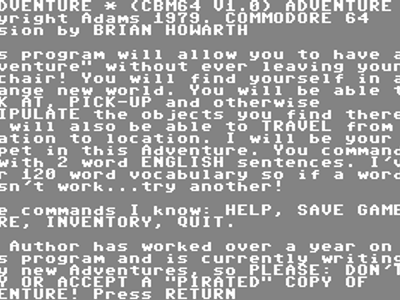 DVENTURE * (CBM64 V1.0) ADVENTURE
yright Adams 1979. COMMODORE 64
sion by BRIAN HOWARTH
s program will allow you to have a
venture" without ever leaving your
chair! You will find yourself in a
ange new world. You will be able t
K AT, PICK-UP and otherwise
IPULATE the objects you find there
 will also be able to TRAVEL from
ation to location. I will be your
pet in this Adventure. You command
with 2 word ENGLISH sentences. I'v
r 120 word vocabulary so if a word
sn't work...try another!
e commands I know: HELP, SAVE GAME
RE, INVENTORY, QUIT.
 Author has worked over a year on
s program and is currently writing
y new Adventures, so PLEASE: DON'T
Y OR ACCEPT A "PIRATED" COPY OF
ENTURE! Press RETURN